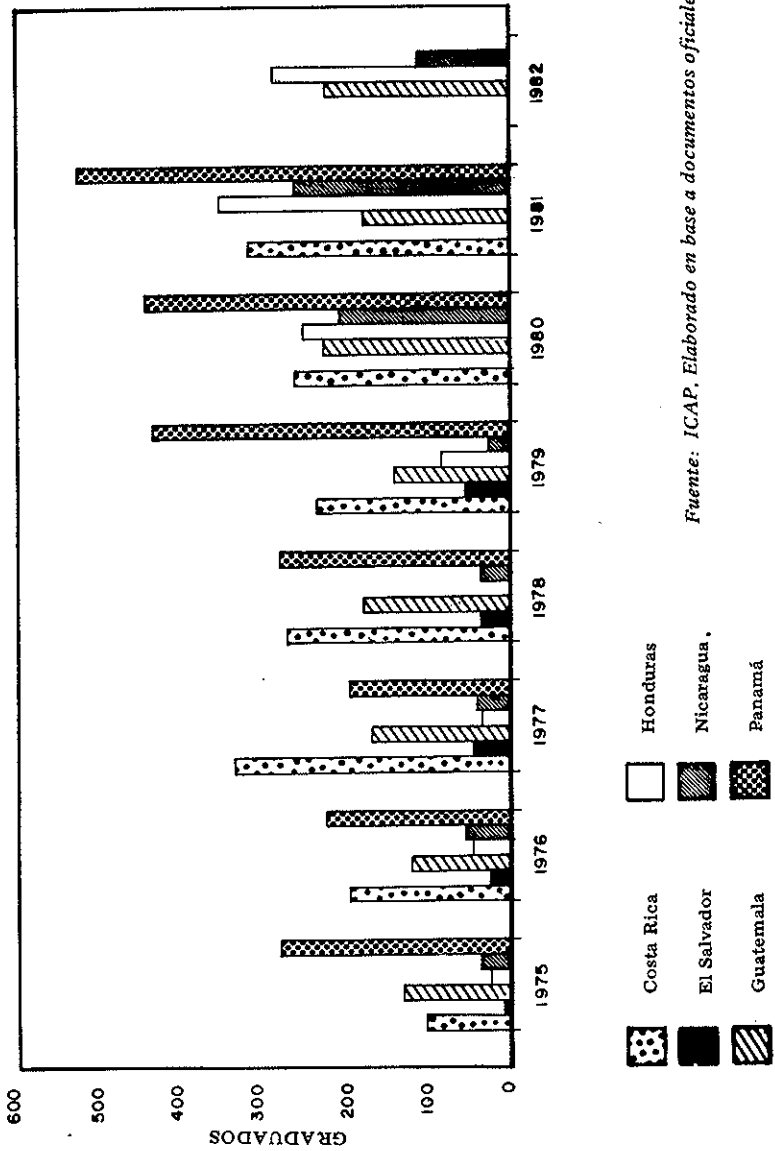 600
500
400
300
200
100
0
GRADUADOS
1975
1976
1977
1978
1979
1980
1981
1982
Costa Rica
El Salvador
Guatemala
Honduras
Nicaragua.
Panamá
Fuente: ICAP, Elaborado en base a documentos oficiale